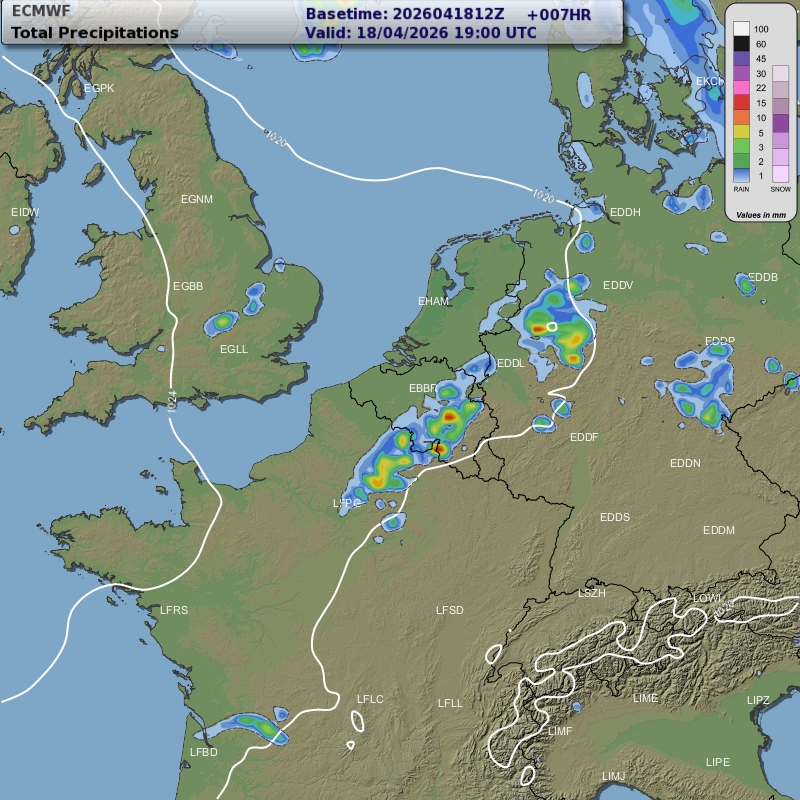 ECMWF
Basetime: 2026041812Z +007HR
Total Precipitations
Valid: 18/04/2026 19:00 UTC
100
60
45
30
22
15
10
5
3
2
1
RAIN SNOW
Values in mm
EGPK
EKCH
1020
1020
EGNM
EIDW
EDDH
EGBB
EDDV
EDDB
EHAM
EGLL
EDDP
EDDL
EBBR
1024
EDDF
EDDN
LFPG
EDDS
EDDM
LSZH
LOWI
LFRS
LFSD
1020
LFLC
LFLL
LIME
LIPZ
LIMF
LFBD
LIPE
LIMJ